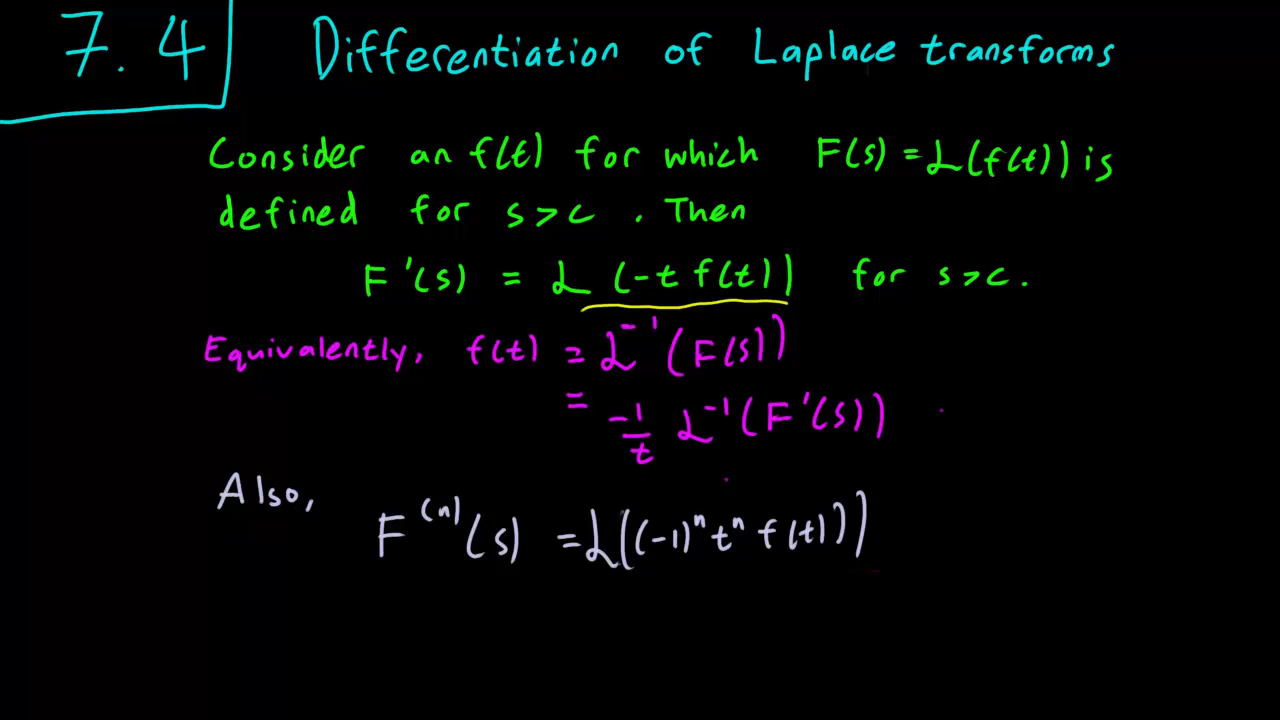 7.4 Differentiation of Laplace transforms
Consider an f(t) for which F(s) = ℒ(f(t)) is
defined for s>c . Then
F'(s) = ℒ (-t f(t)) for s>c.
Equivalently, f(t) = ℒ⁻¹(F(s))
= -1/t ℒ⁻¹(F'(s))
Also,
F⁽ⁿ⁾(s) = ℒ((-1)ⁿ tⁿ f(t))